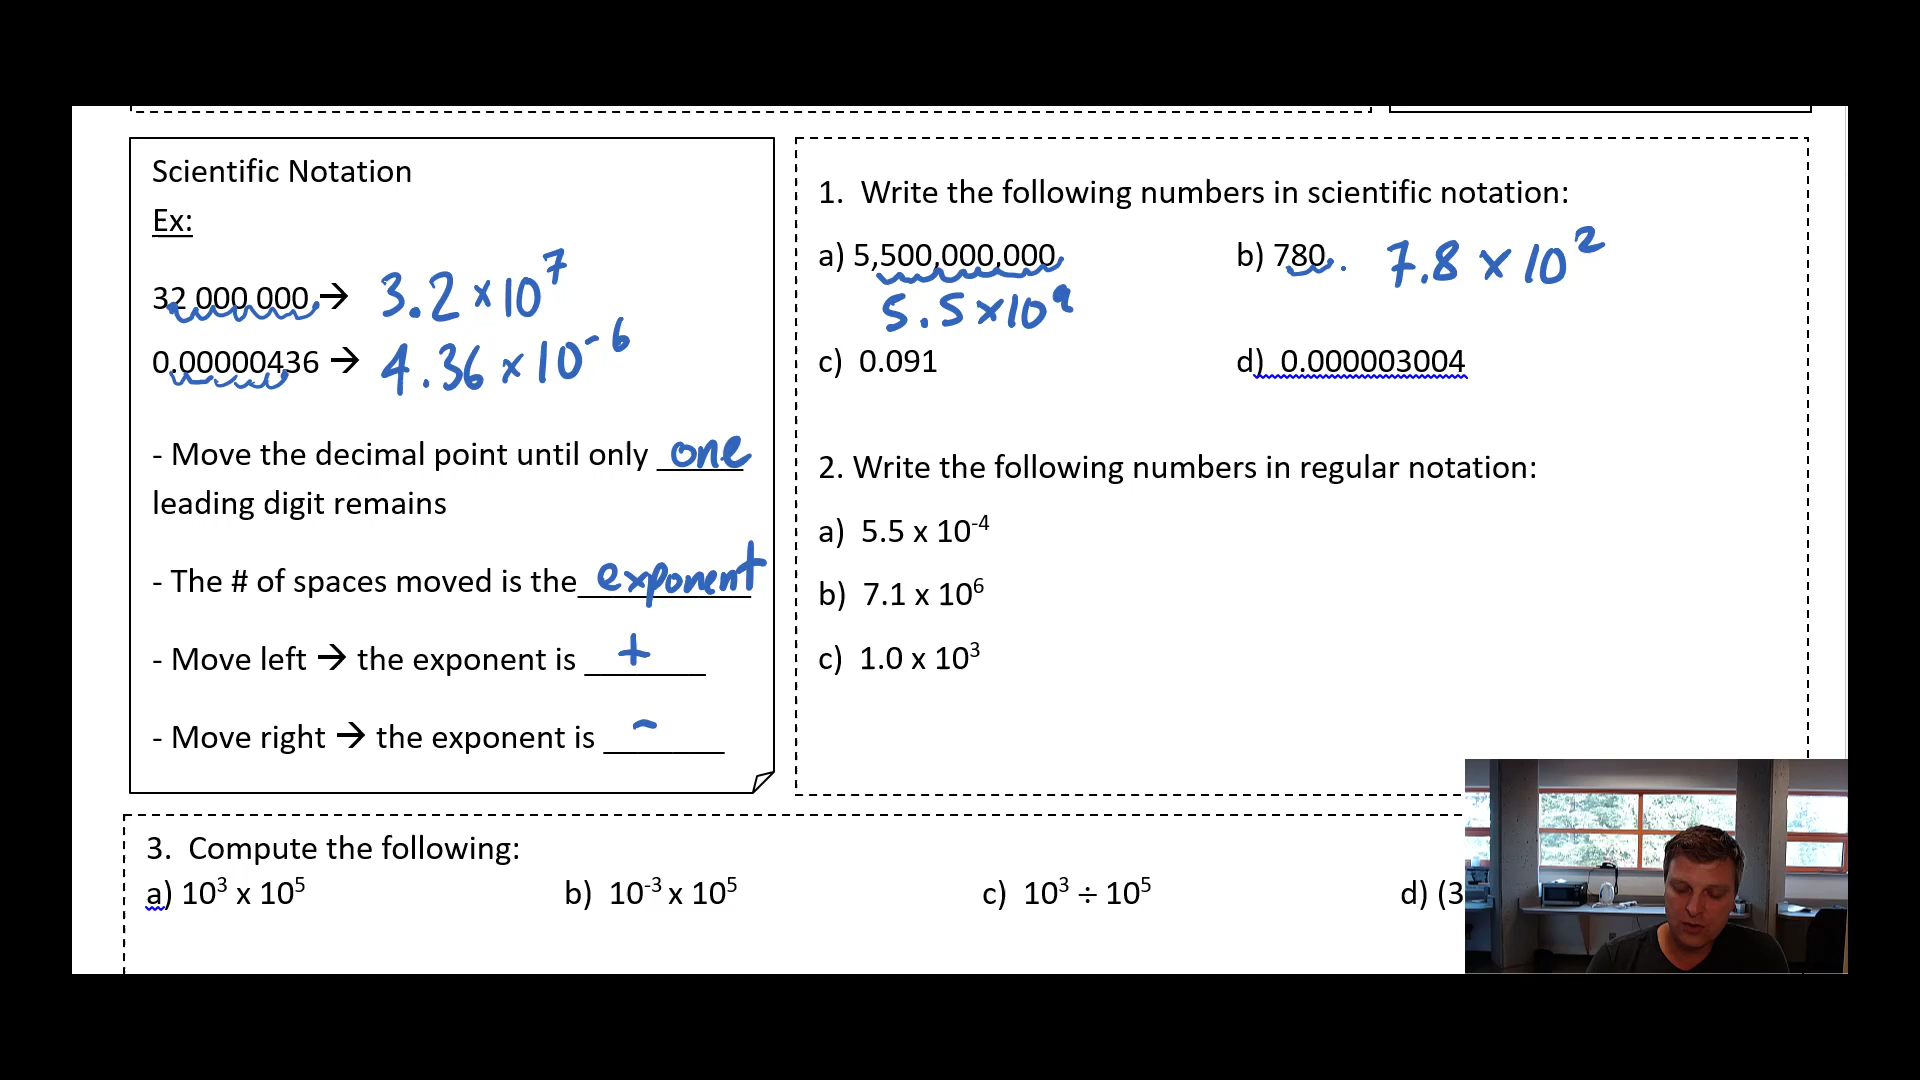 Scientific Notation
Ex:
32,000,000 → 3.2 × 10⁷
0.00000436 → 4.36 × 10⁻⁶
- Move the decimal point until only one
leading digit remains
- The # of spaces moved is the exponent
- Move left → the exponent is +
- Move right → the exponent is -
1. Write the following numbers in scientific notation:
a) 5,500,000,000 b) 780. 7.8 × 10²
5.5 × 10⁹
c) 0.091 d) 0.000003004
2. Write the following numbers in regular notation:
a) 5.5 x 10⁻⁴
b) 7.1 x 10⁶
c) 1.0 x 10³
3. Compute the following:
a) 10³ x 10⁵ b) 10⁻³ x 10⁵ c) 10³ ÷ 10⁵ d) (3